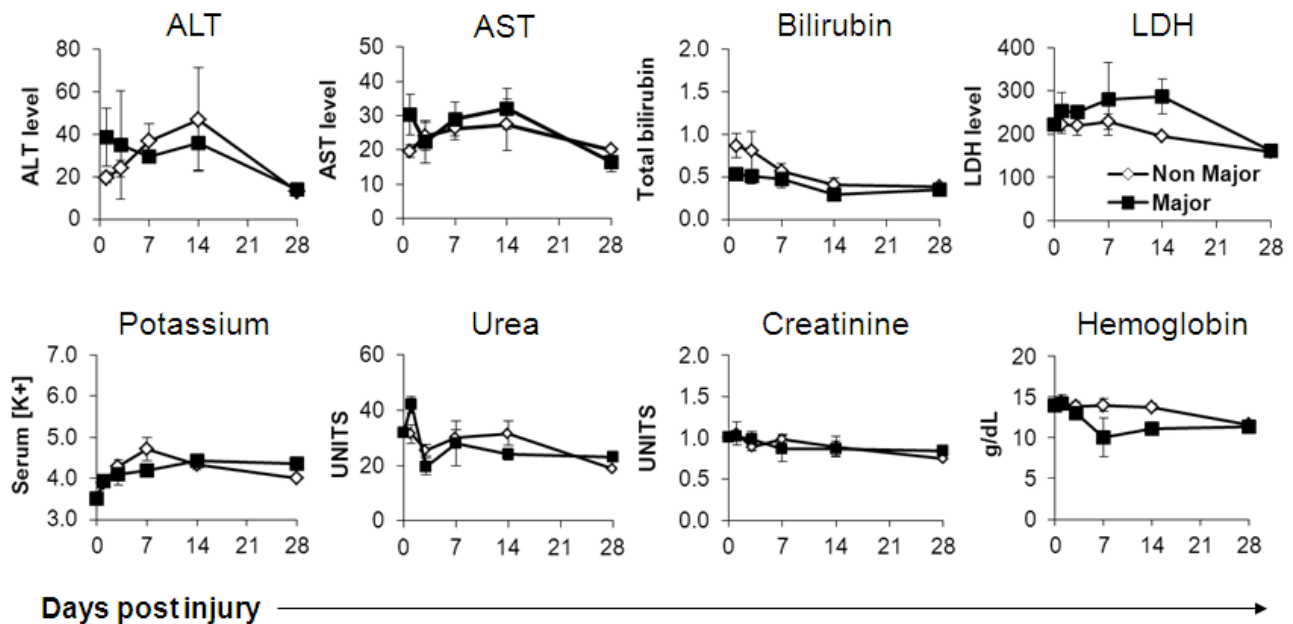 ALT
ALT level
80
60
40
20
0
0 7 14 21 28
AST
AST level
50
40
30
20
10
0
0 7 14 21 28
Bilirubin
Total bilirubin
2.0
1.5
1.0
0.5
0.0
0 7 14 21 28
LDH
LDH level
400
300
200
100
0
0 7 14 21 28
Non Major
Major
Potassium
Serum [K+]
7.0
6.0
5.0
4.0
3.0
0 7 14 21 28
Urea
UNITS
60
40
20
0
0 7 14 21 28
Creatinine
UNITS
2.0
1.5
1.0
0.5
0.0
0 7 14 21 28
Hemoglobin
g/dL
20
15
10
5
0
0 7 14 21 28
Days post injury